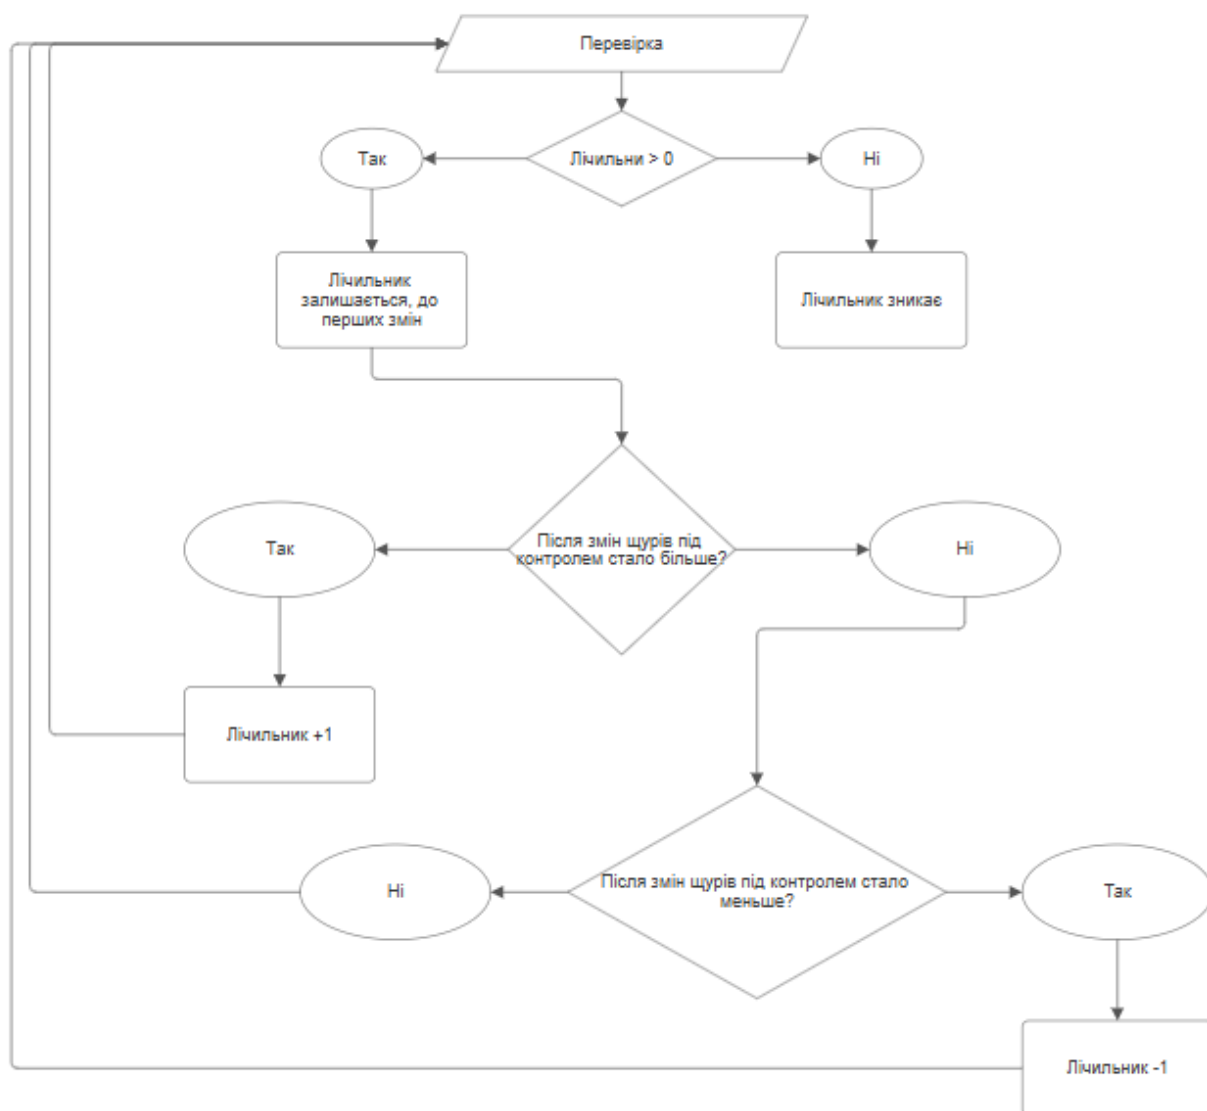 Перевірка
Так
Лічильни > 0
Ні
Лічильник
залишається, до
перших змін
Лічильник зникає
Так
Після змін щурів під
контролем стало більше?
Ні
Лічильник +1
Ні
Після змін щурів під контролем стало
меньше?
Так
Лічильник -1